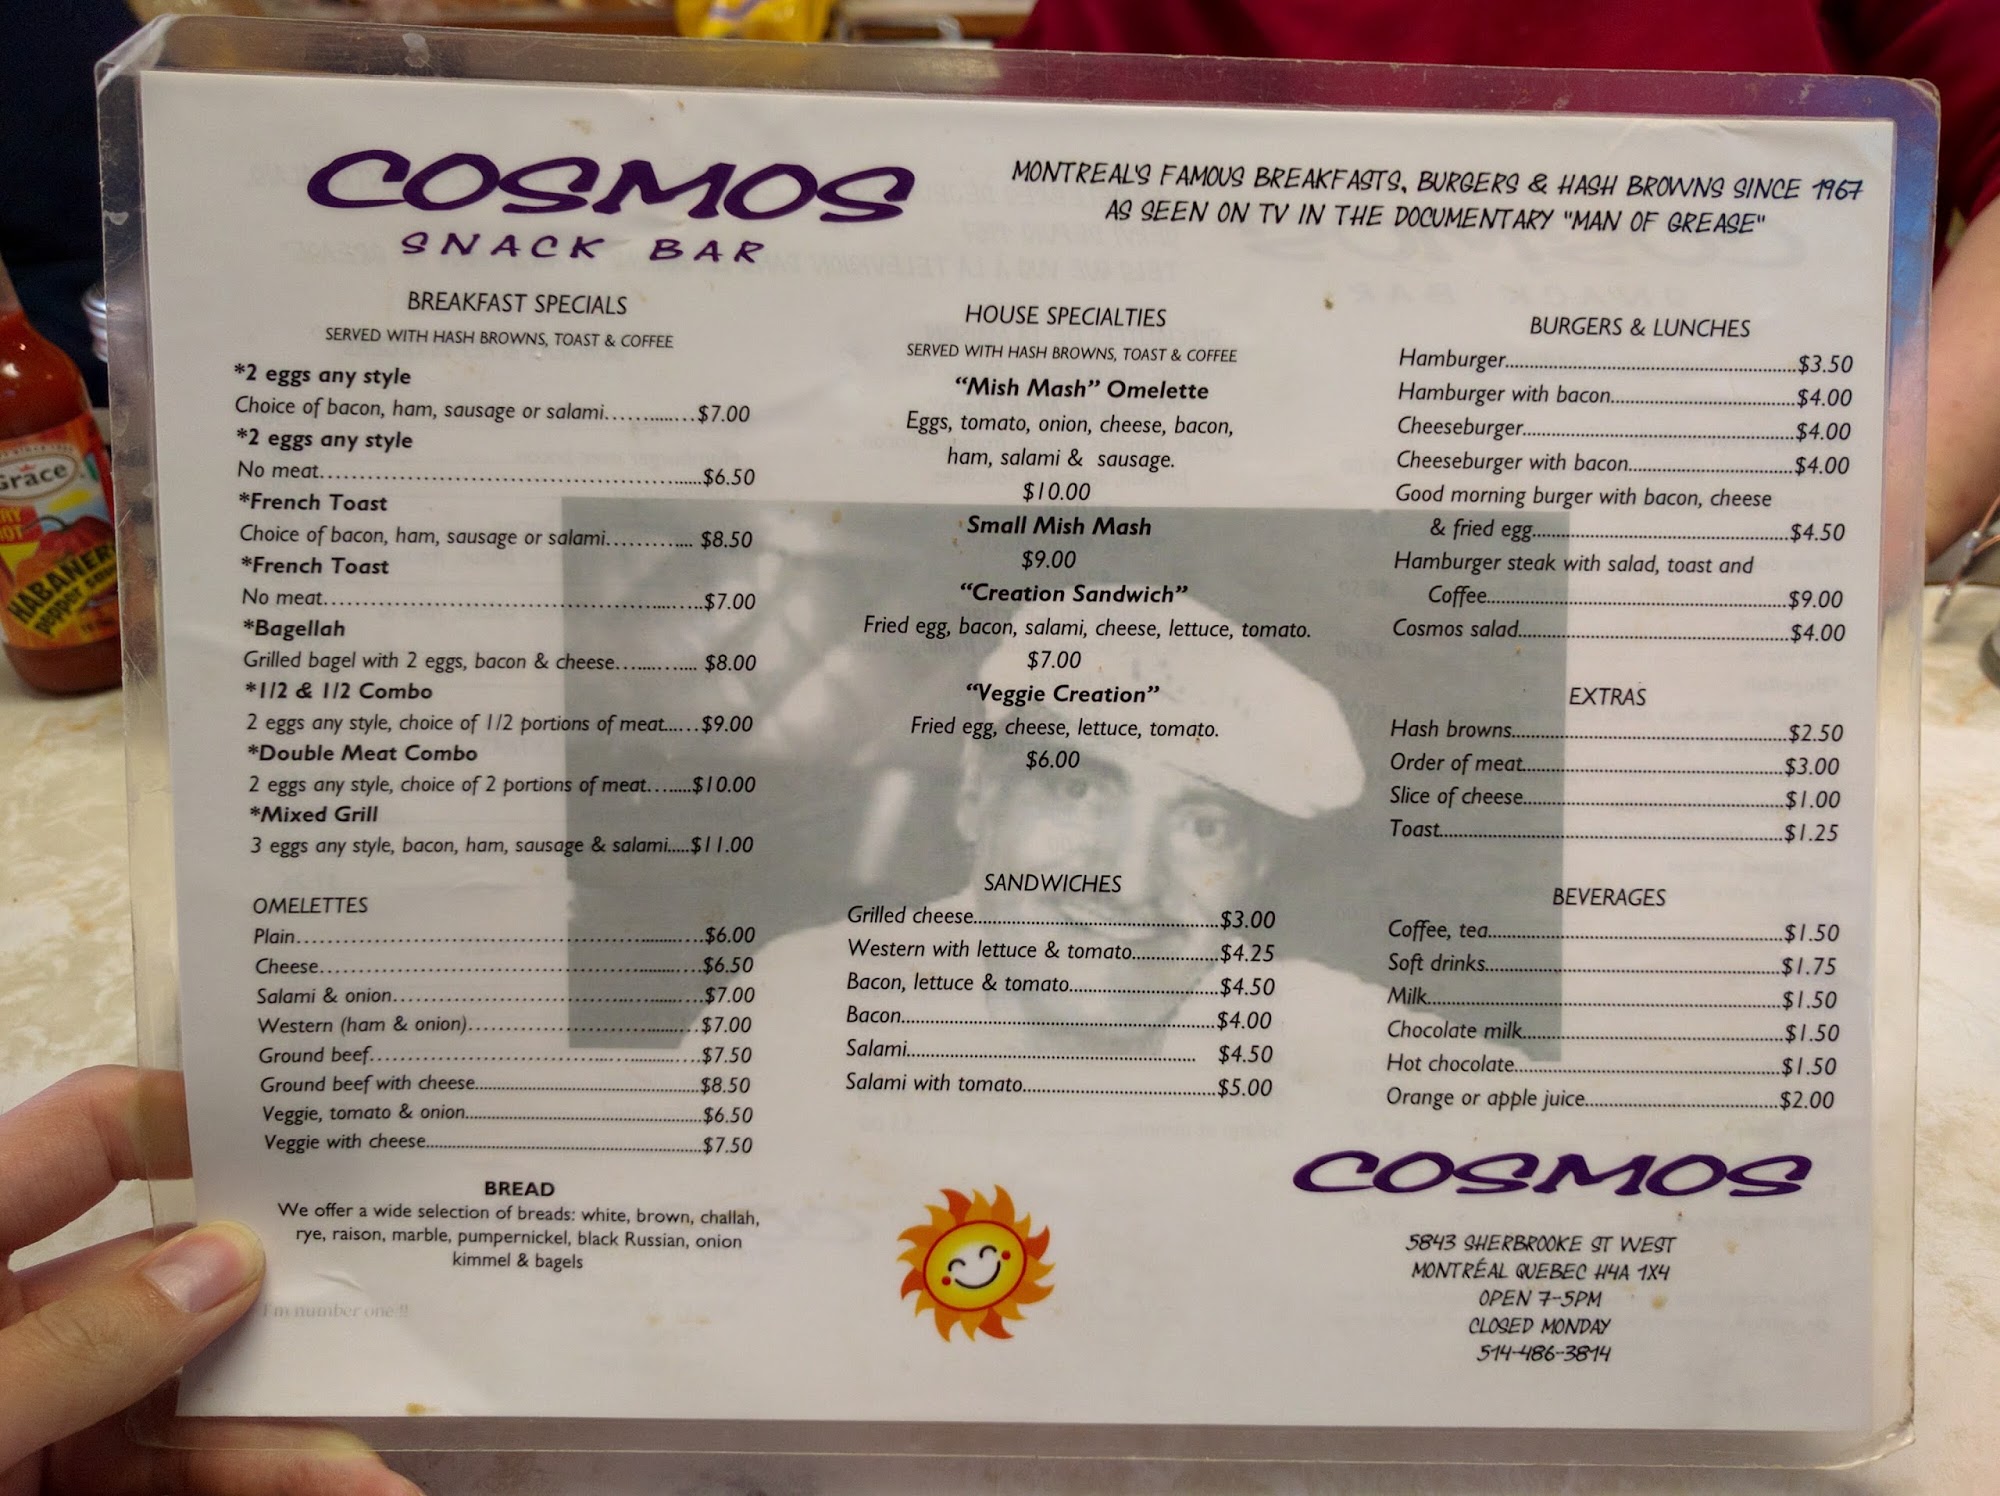 COSMOS
SNACK BAR
MONTREAL'S FAMOUS BREAKFASTS, BURGERS & HASH BROWNS SINCE 1967
AS SEEN ON TV IN THE DOCUMENTARY "MAN OF GREASE"
BREAKFAST SPECIALS
SERVED WITH HASH BROWNS, TOAST & COFFEE
*2 eggs any style
Choice of bacon, ham, sausage or salami............$7.00
*2 eggs any style
No meat............$6.50
*French Toast
Choice of bacon, ham, sausage or salami............ $8.50
*French Toast
No meat............$7.00
*Bagellah
Grilled bagel with 2 eggs, bacon & cheese............ $8.00
*1/2 & 1/2 Combo
2 eggs any style, choice of 1/2 portions of meat......$9.00
*Double Meat Combo
2 eggs any style, choice of 2 portions of meat........$10.00
*Mixed Grill
3 eggs any style, bacon, ham, sausage & salami.....$11.00
OMELETTES
Plain............$6.00
Cheese............$6.50
Salami & onion............$7.00
Western (ham & onion)............$7.00
Ground beef............$7.50
Ground beef with cheese............$8.50
Veggie, tomato & onion............$6.50
Veggie with cheese............$7.50
BREAD
We offer a wide selection of breads: white, brown, challah,
rye, raison, marble, pumpernickel, black Russian, onion
kimmel & bagels
I'm number one !!
HOUSE SPECIALTIES
SERVED WITH HASH BROWNS, TOAST & COFFEE
“Mish Mash” Omelette
Eggs, tomato, onion, cheese, bacon,
ham, salami & sausage.
$10.00
Small Mish Mash
$9.00
“Creation Sandwich”
Fried egg, bacon, salami, cheese, lettuce, tomato.
$7.00
“Veggie Creation”
Fried egg, cheese, lettuce, tomato.
$6.00
SANDWICHES
Grilled cheese............$3.00
Western with lettuce & tomato............$4.25
Bacon, lettuce & tomato............$4.50
Bacon............$4.00
Salami............ $4.50
Salami with tomato............$5.00
BURGERS & LUNCHES
Hamburger............$3.50
Hamburger with bacon............$4.00
Cheeseburger............$4.00
Cheeseburger with bacon............$4.00
Good morning burger with bacon, cheese
& fried egg............$4.50
Hamburger steak with salad, toast and
Coffee............$9.00
Cosmos salad............$4.00
EXTRAS
Hash browns............$2.50
Order of meat............$3.00
Slice of cheese............$1.00
Toast............$1.25
BEVERAGES
Coffee, tea............$1.50
Soft drinks............$1.75
Milk............$1.50
Chocolate milk............$1.50
Hot chocolate............$1.50
Orange or apple juice............$2.00
COSMOS
5843 SHERBROOKE ST WEST
MONTRÉAL QUEBEC H4A 1X4
OPEN 7-5PM
CLOSED MONDAY
514-486-3814
Grace
HABANERO
pepper sauce